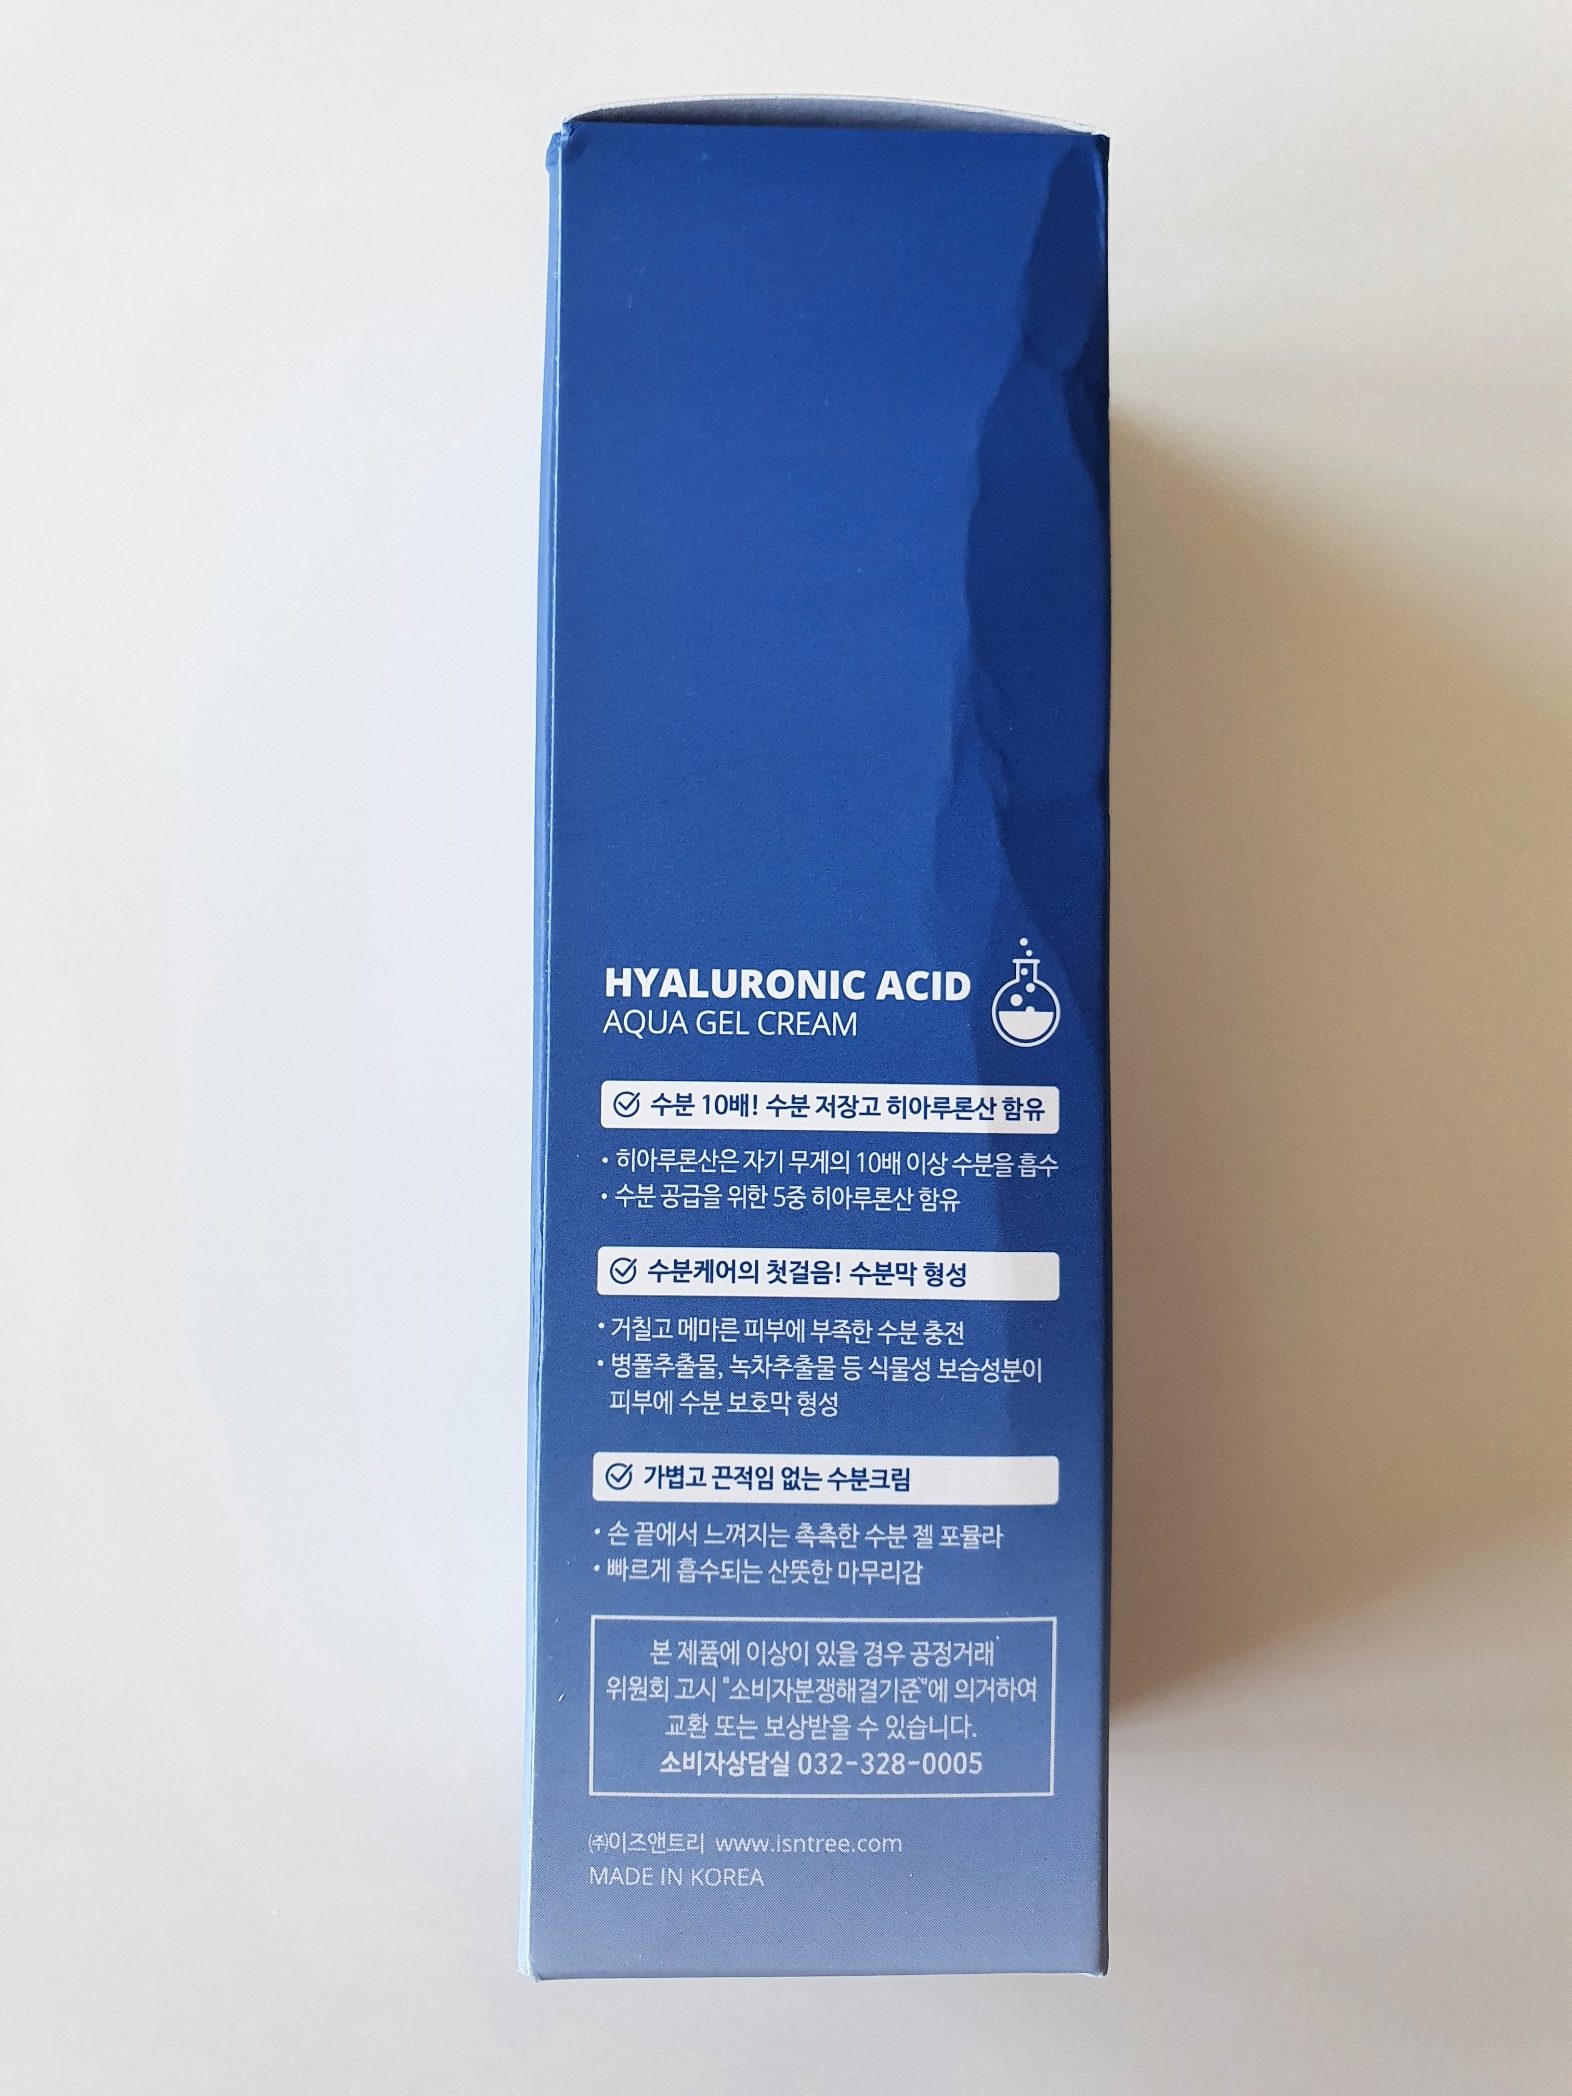 HYALURONIC ACID
AQUA GEL CREAM
수분 10배! 수분 저장고 히아루론산 함유
• 히아루론산은 자기 무게의 10배 이상 수분을 흡수
• 수분 공급을 위한 5중 히아루론산 함유
수분케어의 첫걸음! 수분막 형성
• 거칠고 메마른 피부에 부족한 수분 충전
• 병풀추출물, 녹차추출물 등 식물성 보습성분이
피부에 수분 보호막 형성
가볍고 끈적임 없는 수분크림
• 손 끝에서 느껴지는 촉촉한 수분 젤 포뮬라
• 빠르게 흡수되는 산뜻한 마무리감
본 제품에 이상이 있을 경우 공정거래
위원회 고시 "소비자분쟁해결기준"에 의거하여
교환 또는 보상받을 수 있습니다.
소비자상담실 032-328-0005
㈜이즈앤트리 www.isntree.com
MADE IN KOREA